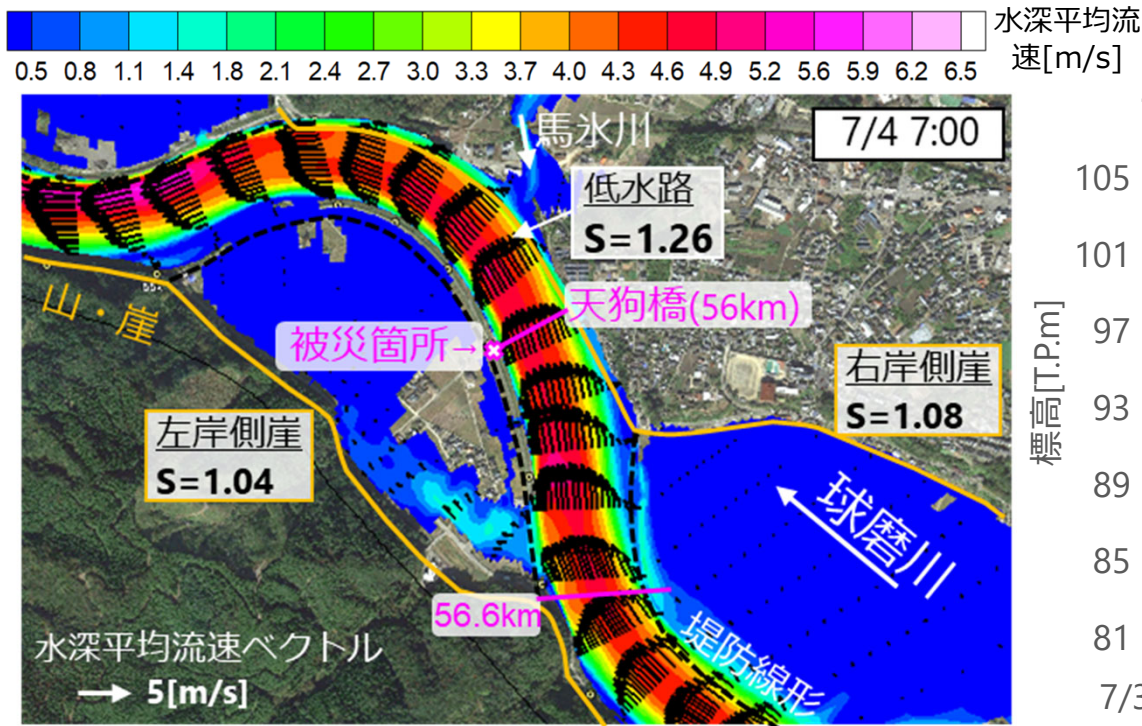 水深平均流
速[m/s]
0.5 0.8 1.1 1.4 1.8 2.1 2.4 2.7 3.0 3.3 3.7 4.0 4.3 4.6 4.9 5.2 5.6 5.9 6.2 6.5
7/4 7:00
馬氷川
低水路
S=1.26
天狗橋(56km)
山・崖
被災箇所→
右岸側崖
S=1.08
左岸側崖
S=1.04
球磨川
56.6km
堤防線形
水深平均流速ベクトル
5[m/s]
標高[T.P.m]
105
101
97
93
89
85
81
7/3